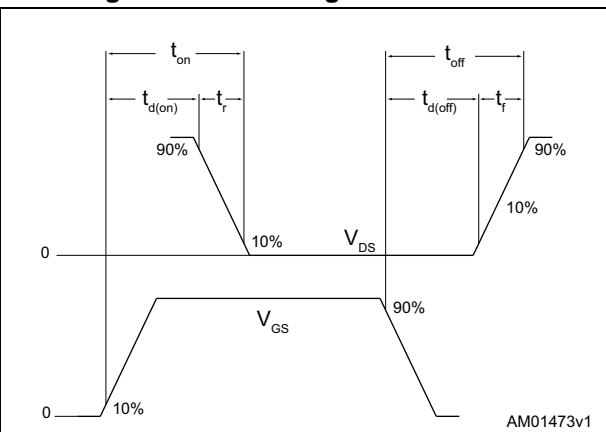 t_on
t_off
t_d(on)
t_r
t_d(off)
t_f
90%
90%
10%
10%
V_DS
0
90%
V_GS
10%
0
AM01473v1